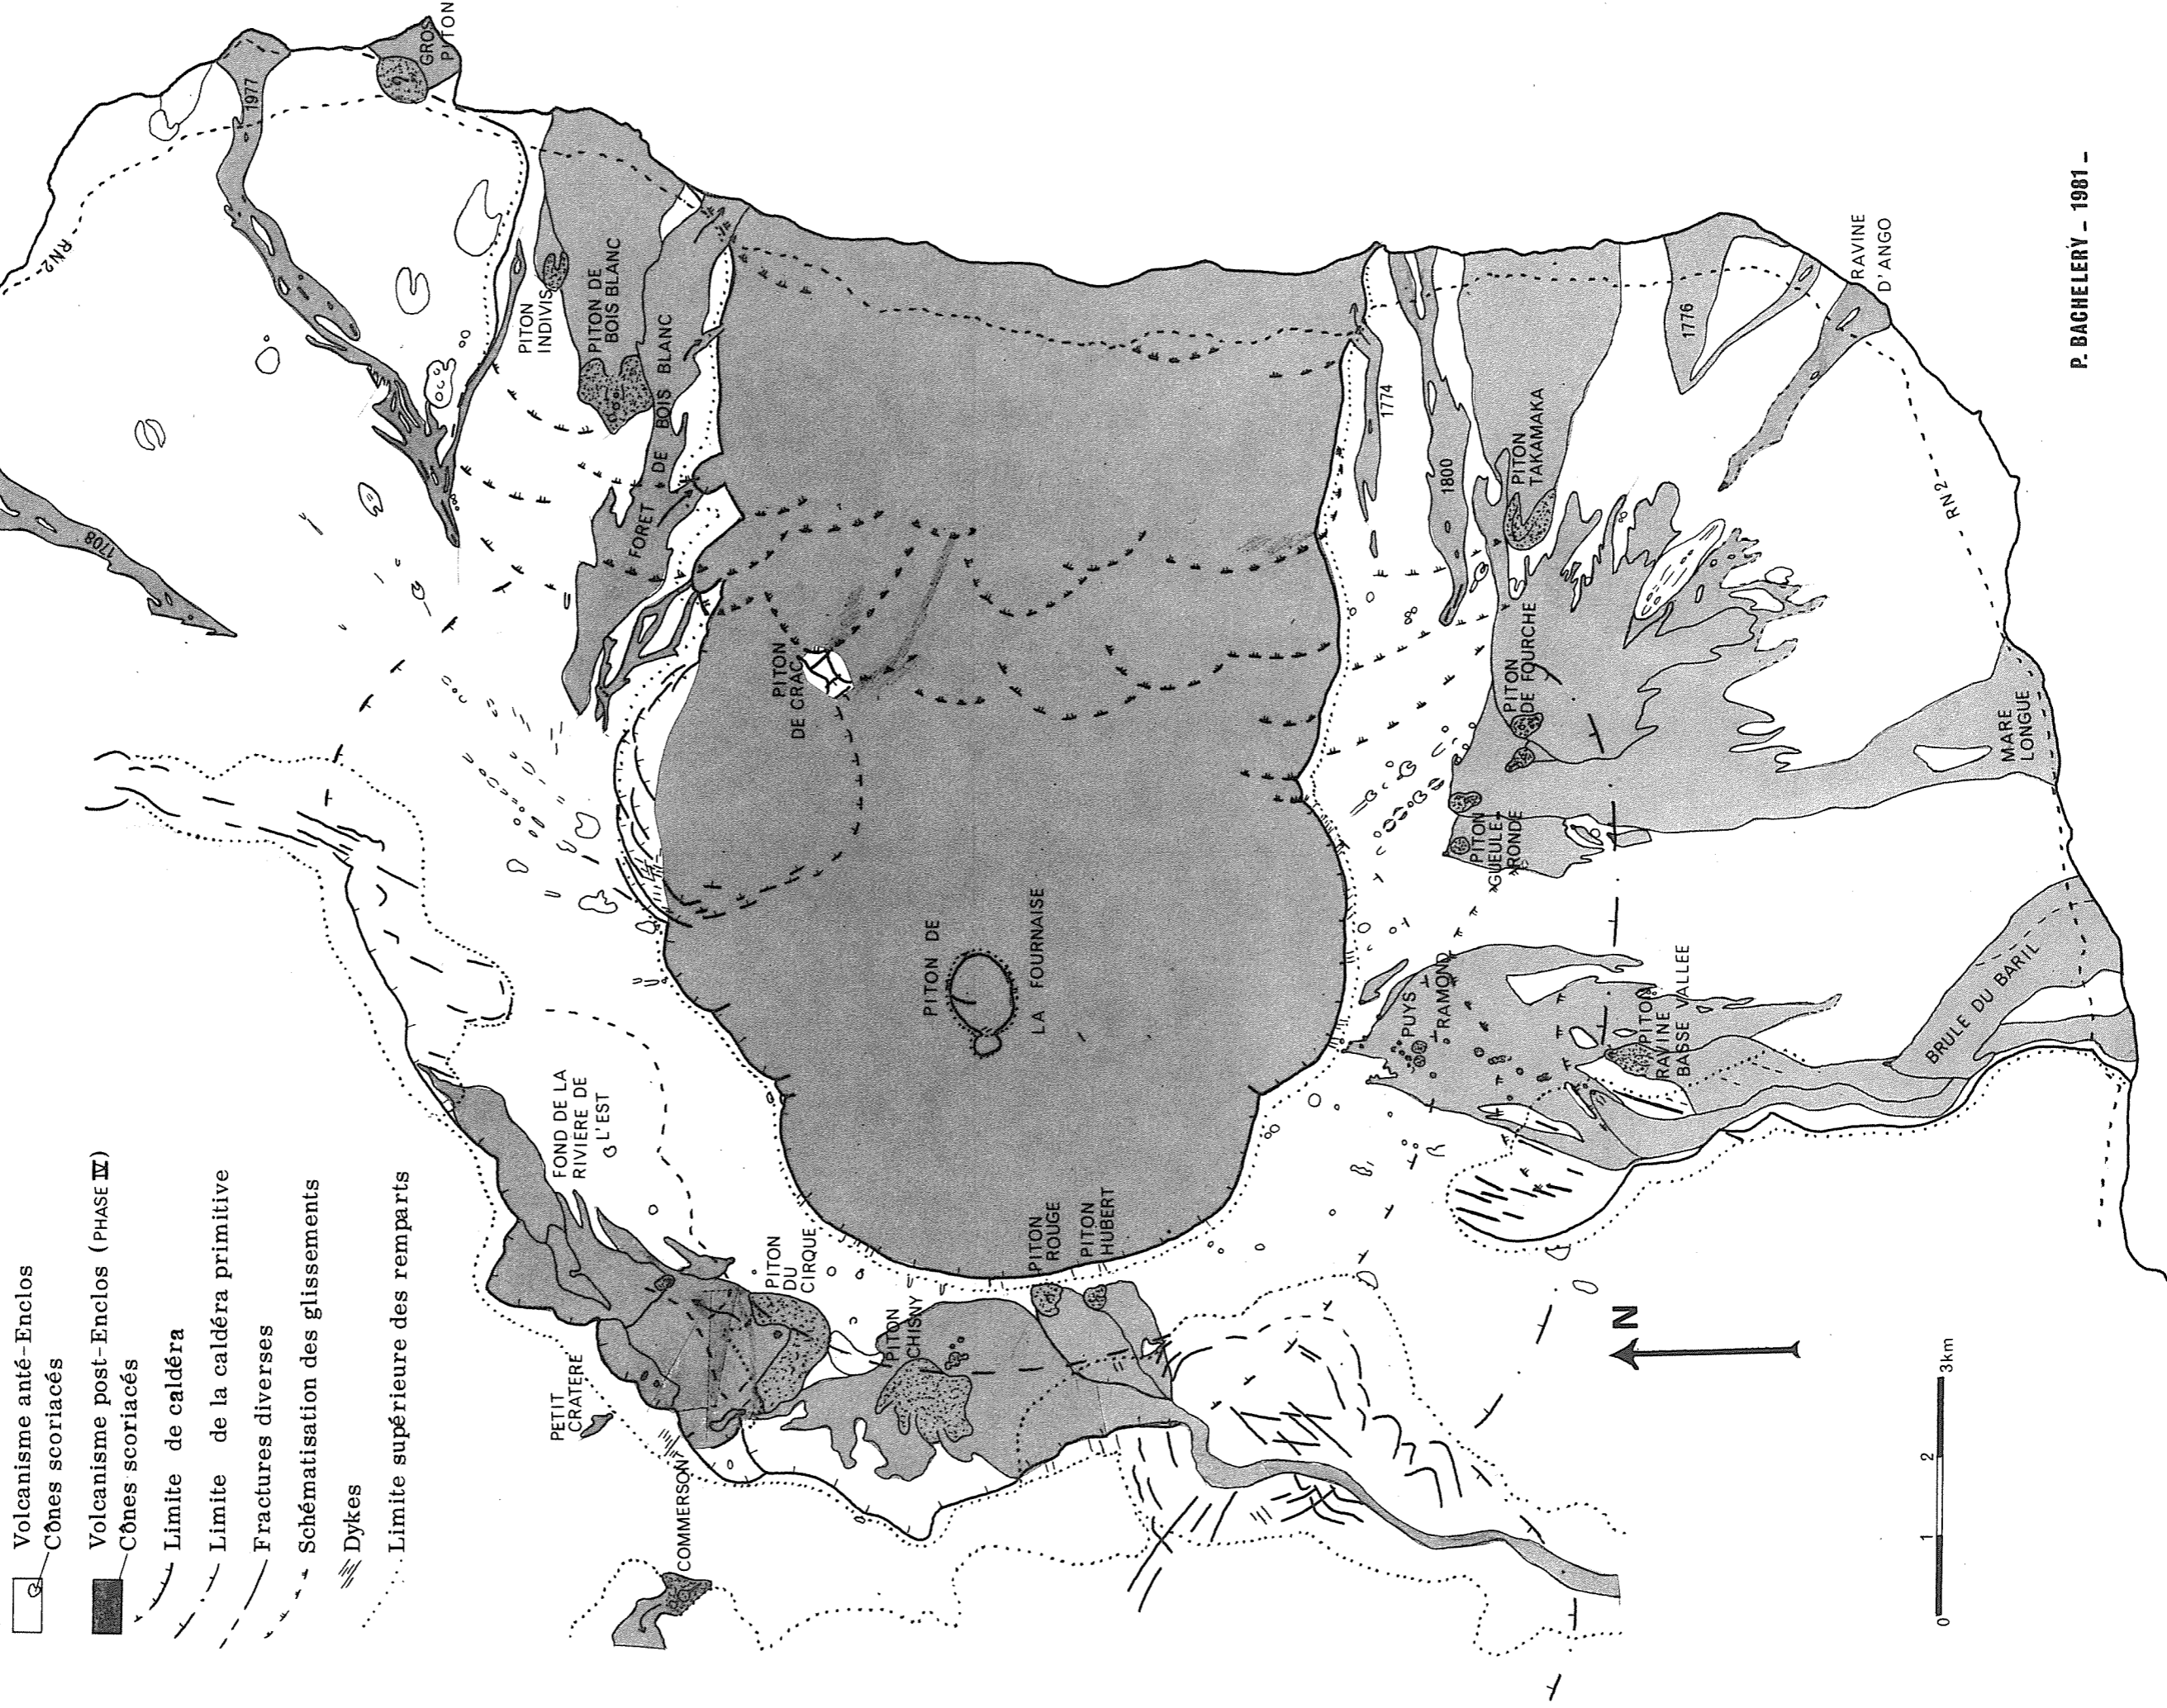 Volcanisme anté-Enclos
Cônes scoriacés
Volcanisme post-Enclos (PHASE IV)
Cônes scoriacés
Limite de caldéra
Limite de la caldéra primitive
Fractures diverses
Schématisation des glissements
Dykes
Limite supérieure des remparts
RN2
1977
GROS
PITON
1708
PITON
INDIVIS
PITON DE
BOIS BLANC
FORET DE BOIS BLANC
PITON
DE CRAC
FOND DE LA
RIVIERE DE
L'EST
PITON DE
LA FOURNAISE
PITON
DU
CIRQUE
PETIT
CRATERE
COMMERSON
PITON
CHISNY
PITON
ROUGE
PITON
HUBERT
1774
1800
PITON
TAKAMAKA
1776
RAVINE
D'ANGO
PITON
DE FOURCHE
PITON
GUEULE-
RONDE
PUYS
RAMOND
PITON
RAVINE
BASSE VALLEE
BRULE DU BARIL
MARE
LONGUE
RN2
N
0 1 2 3km
P. BACHELERY _ 1981 _